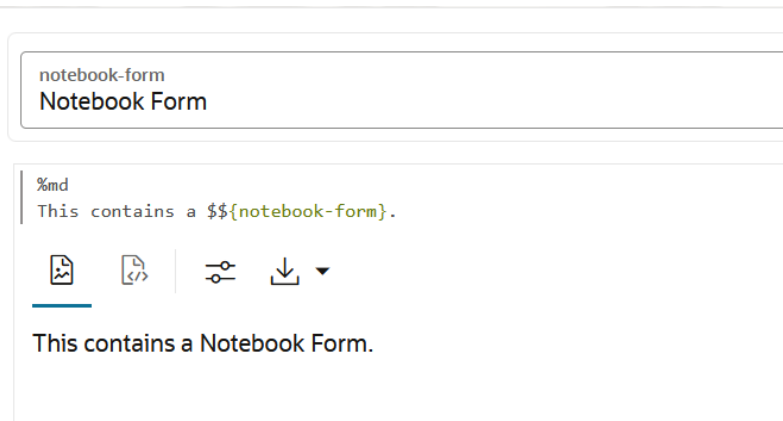 notebook-form
Notebook Form
%md
This contains a $${notebook-form}.
This contains a Notebook Form.